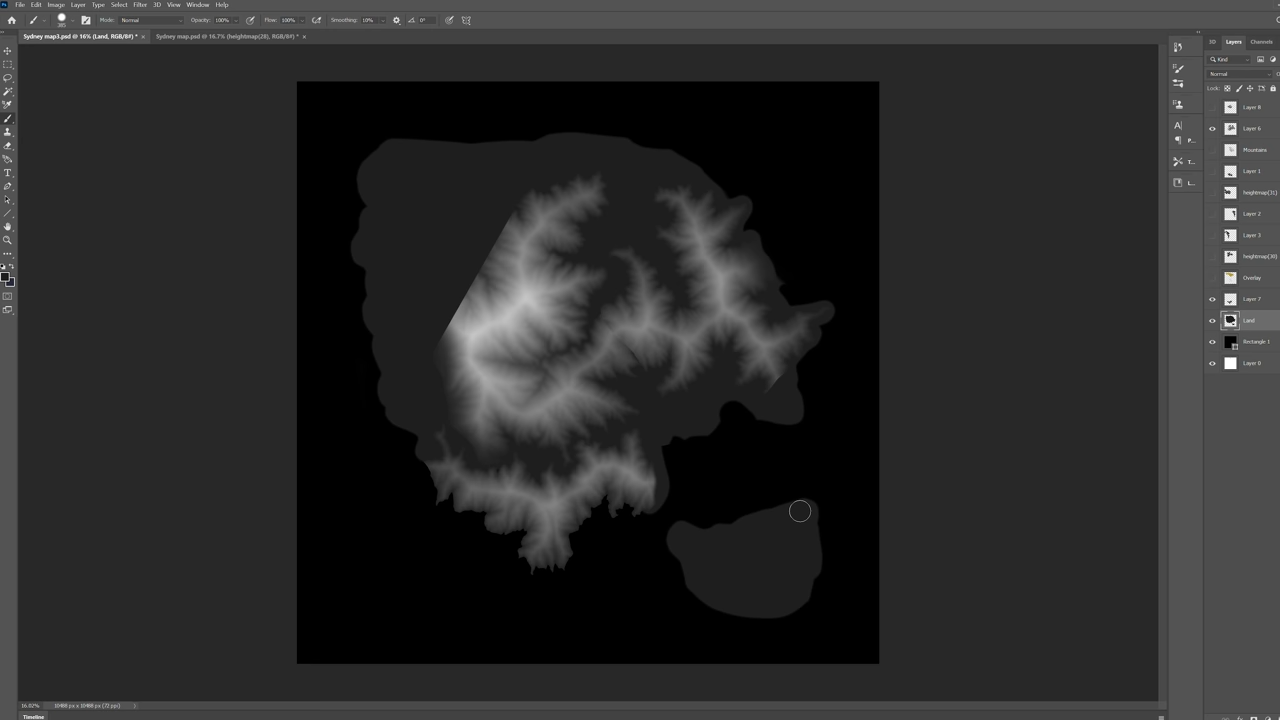 File Edit Image Layer Type Select Filter 3D View Window Help
Mode: Normal Opacity: 100% Flow: 100% Smoothing: 10% 0°
Sydney map3.psd @ 16% (Land, RGB/8#) * × Sydney map.psd @ 16.7% (heightmap(28), RGB/8#) * ×
3D Layers Channels
Kind
Normal
Lock:
Layer 8
Layer 6
Mountains
Layer 1
heightmap(31)
Layer 2
Layer 3
heightmap(30)
Overlay
Layer 7
Land
Rectangle 1
Layer 0
P...
T...
L...
16.02%
Timeline